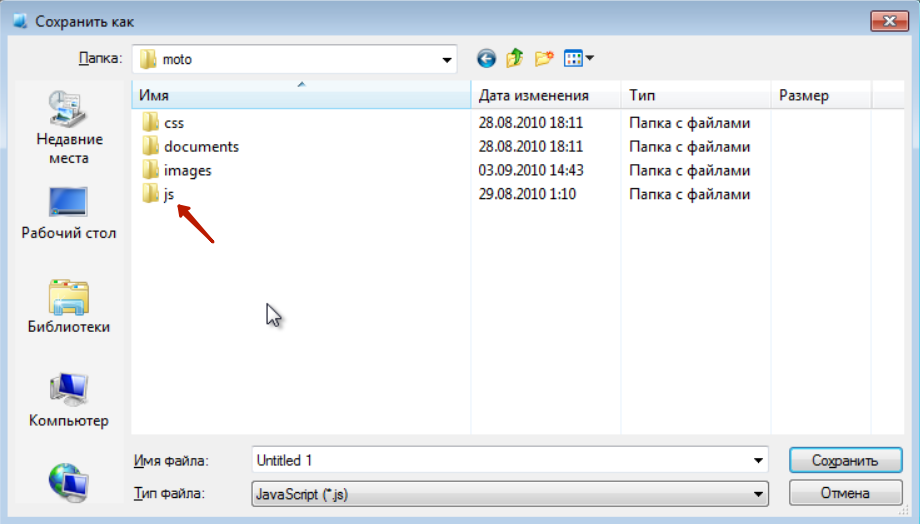 Сохранить как
Папка: moto
Имя Дата изменения Тип Размер
css 28.08.2010 18:11 Папка с файлами
documents 28.08.2010 18:11 Папка с файлами
images 03.09.2010 14:43 Папка с файлами
js 29.08.2010 1:10 Папка с файлами
Недавние
места
Рабочий стол
Библиотеки
Компьютер
Имя файла: Untitled 1 Сохранить
Тип файла: JavaScript (*.js) Отмена